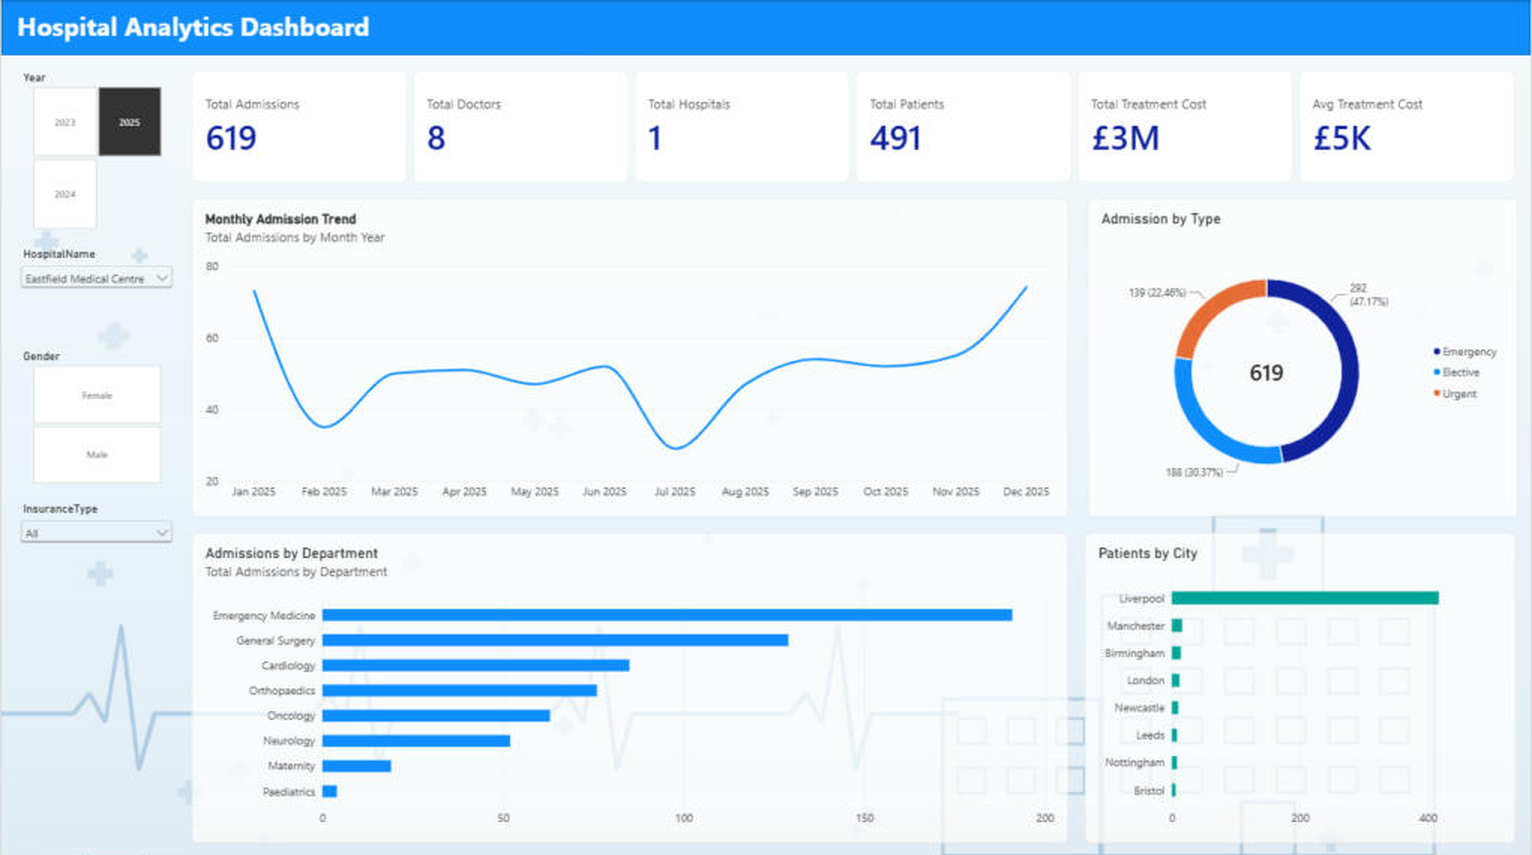 Hospital Analytics Dashboard
Year
2023
2025
2024
HospitalName
Eastfield Medical Centre
Gender
Female
Male
InsuranceType
All
Total Admissions
619
Total Doctors
8
Total Hospitals
1
Total Patients
491
Total Treatment Cost
£3M
Avg Treatment Cost
£5K
Monthly Admission Trend
Total Admissions by Month Year
80
60
40
20
Jan 2025 Feb 2025 Mar 2025 Apr 2025 May 2025 Jun 2025 Jul 2025 Aug 2025 Sep 2025 Oct 2025 Nov 2025 Dec 2025
Admission by Type
139 (22.46%)
292
(47.17%)
619
188 (30.37%)
Emergency
Elective
Urgent
Admissions by Department
Total Admissions by Department
Emergency Medicine
General Surgery
Cardiology
Orthopaedics
Oncology
Neurology
Maternity
Paediatrics
0 50 100 150 200
Patients by City
Liverpool
Manchester
Birmingham
London
Newcastle
Leeds
Nottingham
Bristol
0 200 400